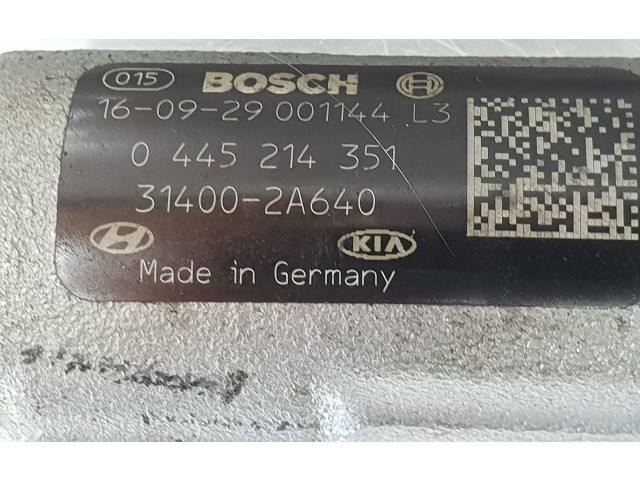 015 BOSCH
16-09-29 001144 L3
0 445 214 351
31400-2A640
KIA
Made in Germany